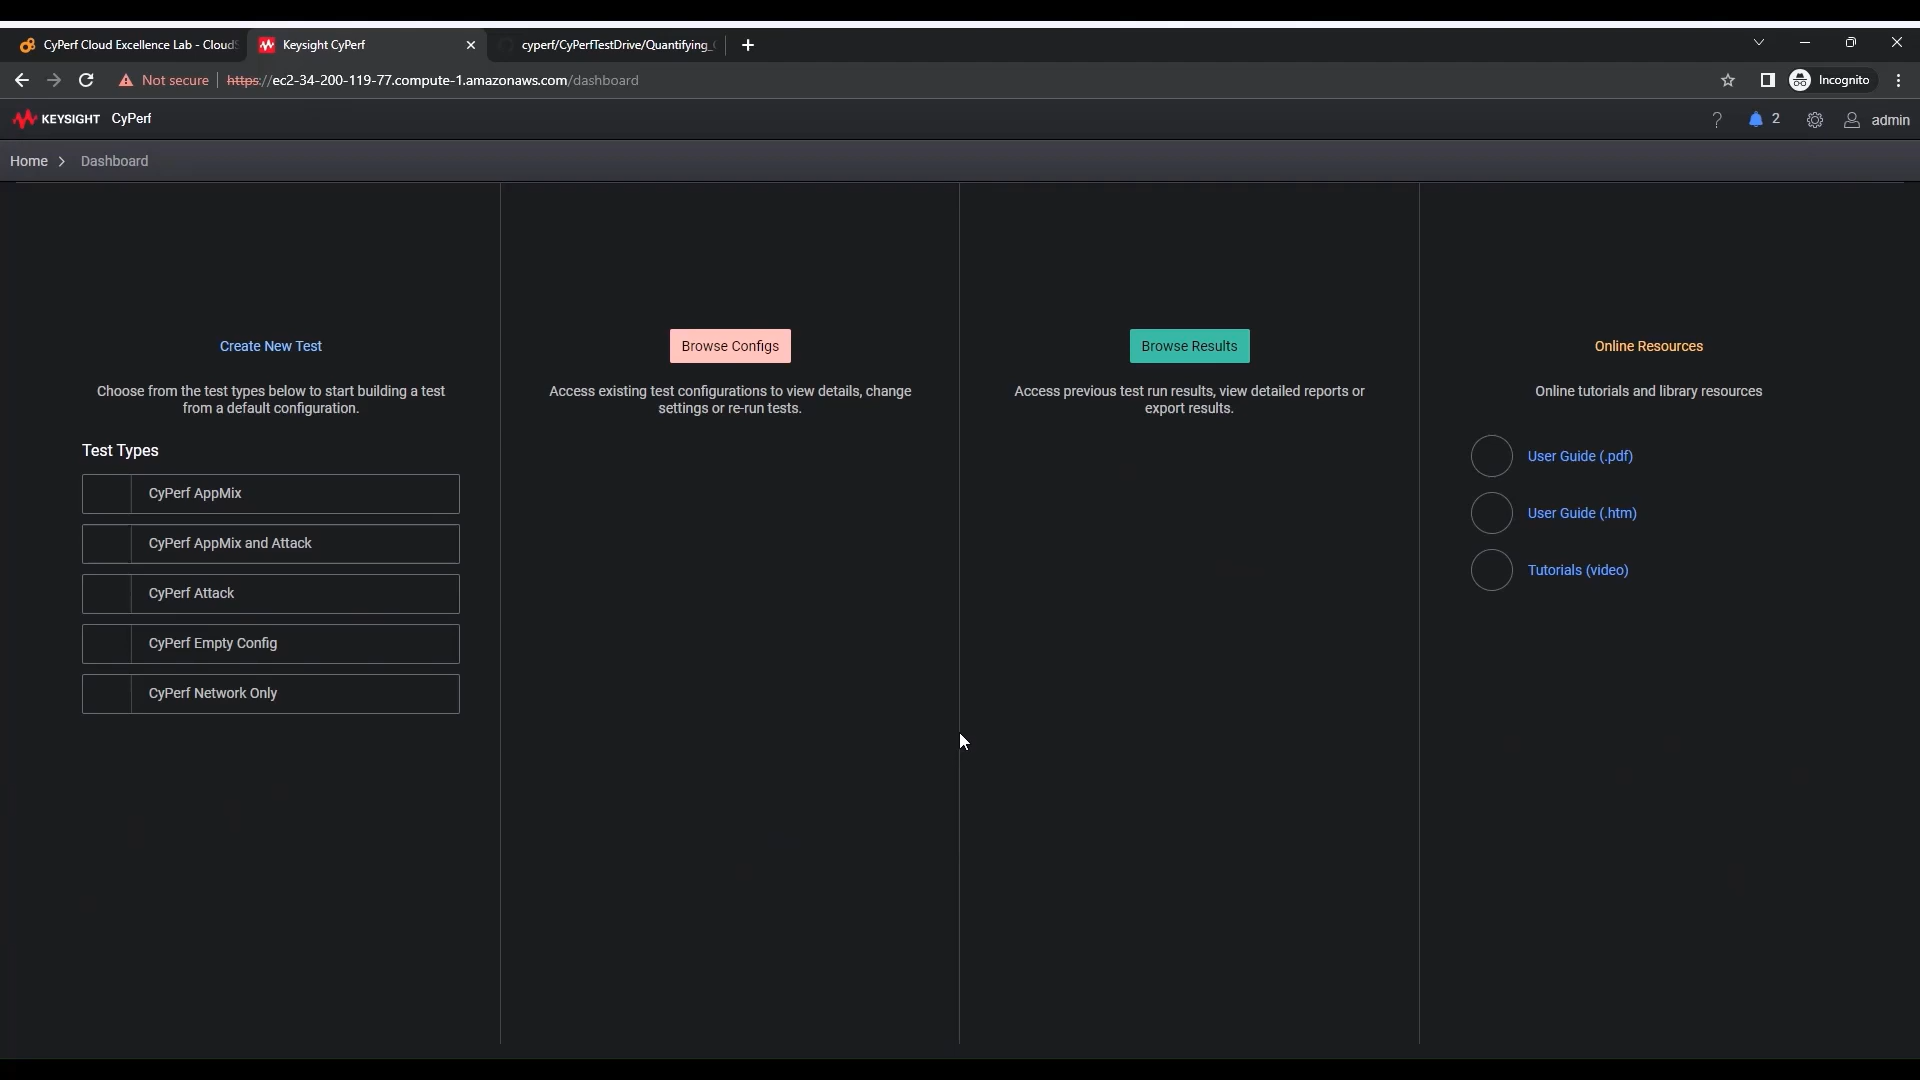 CyPerf Cloud Excellence Lab - Cloud
Keysight CyPerf
cyperf/CyPerfTestDrive/Quantifying_
Not secure
https://ec2-34-200-119-77.compute-1.amazonaws.com/dashboard
Incognito
KEYSIGHT CyPerf
? 2 admin
Home > Dashboard
Create New Test
Choose from the test types below to start building a test
from a default configuration.
Test Types
CyPerf AppMix
CyPerf AppMix and Attack
CyPerf Attack
CyPerf Empty Config
CyPerf Network Only
Browse Configs
Access existing test configurations to view details, change
settings or re-run tests.
Browse Results
Access previous test run results, view detailed reports or
export results.
Online Resources
Online tutorials and library resources
User Guide (.pdf)
User Guide (.htm)
Tutorials (video)